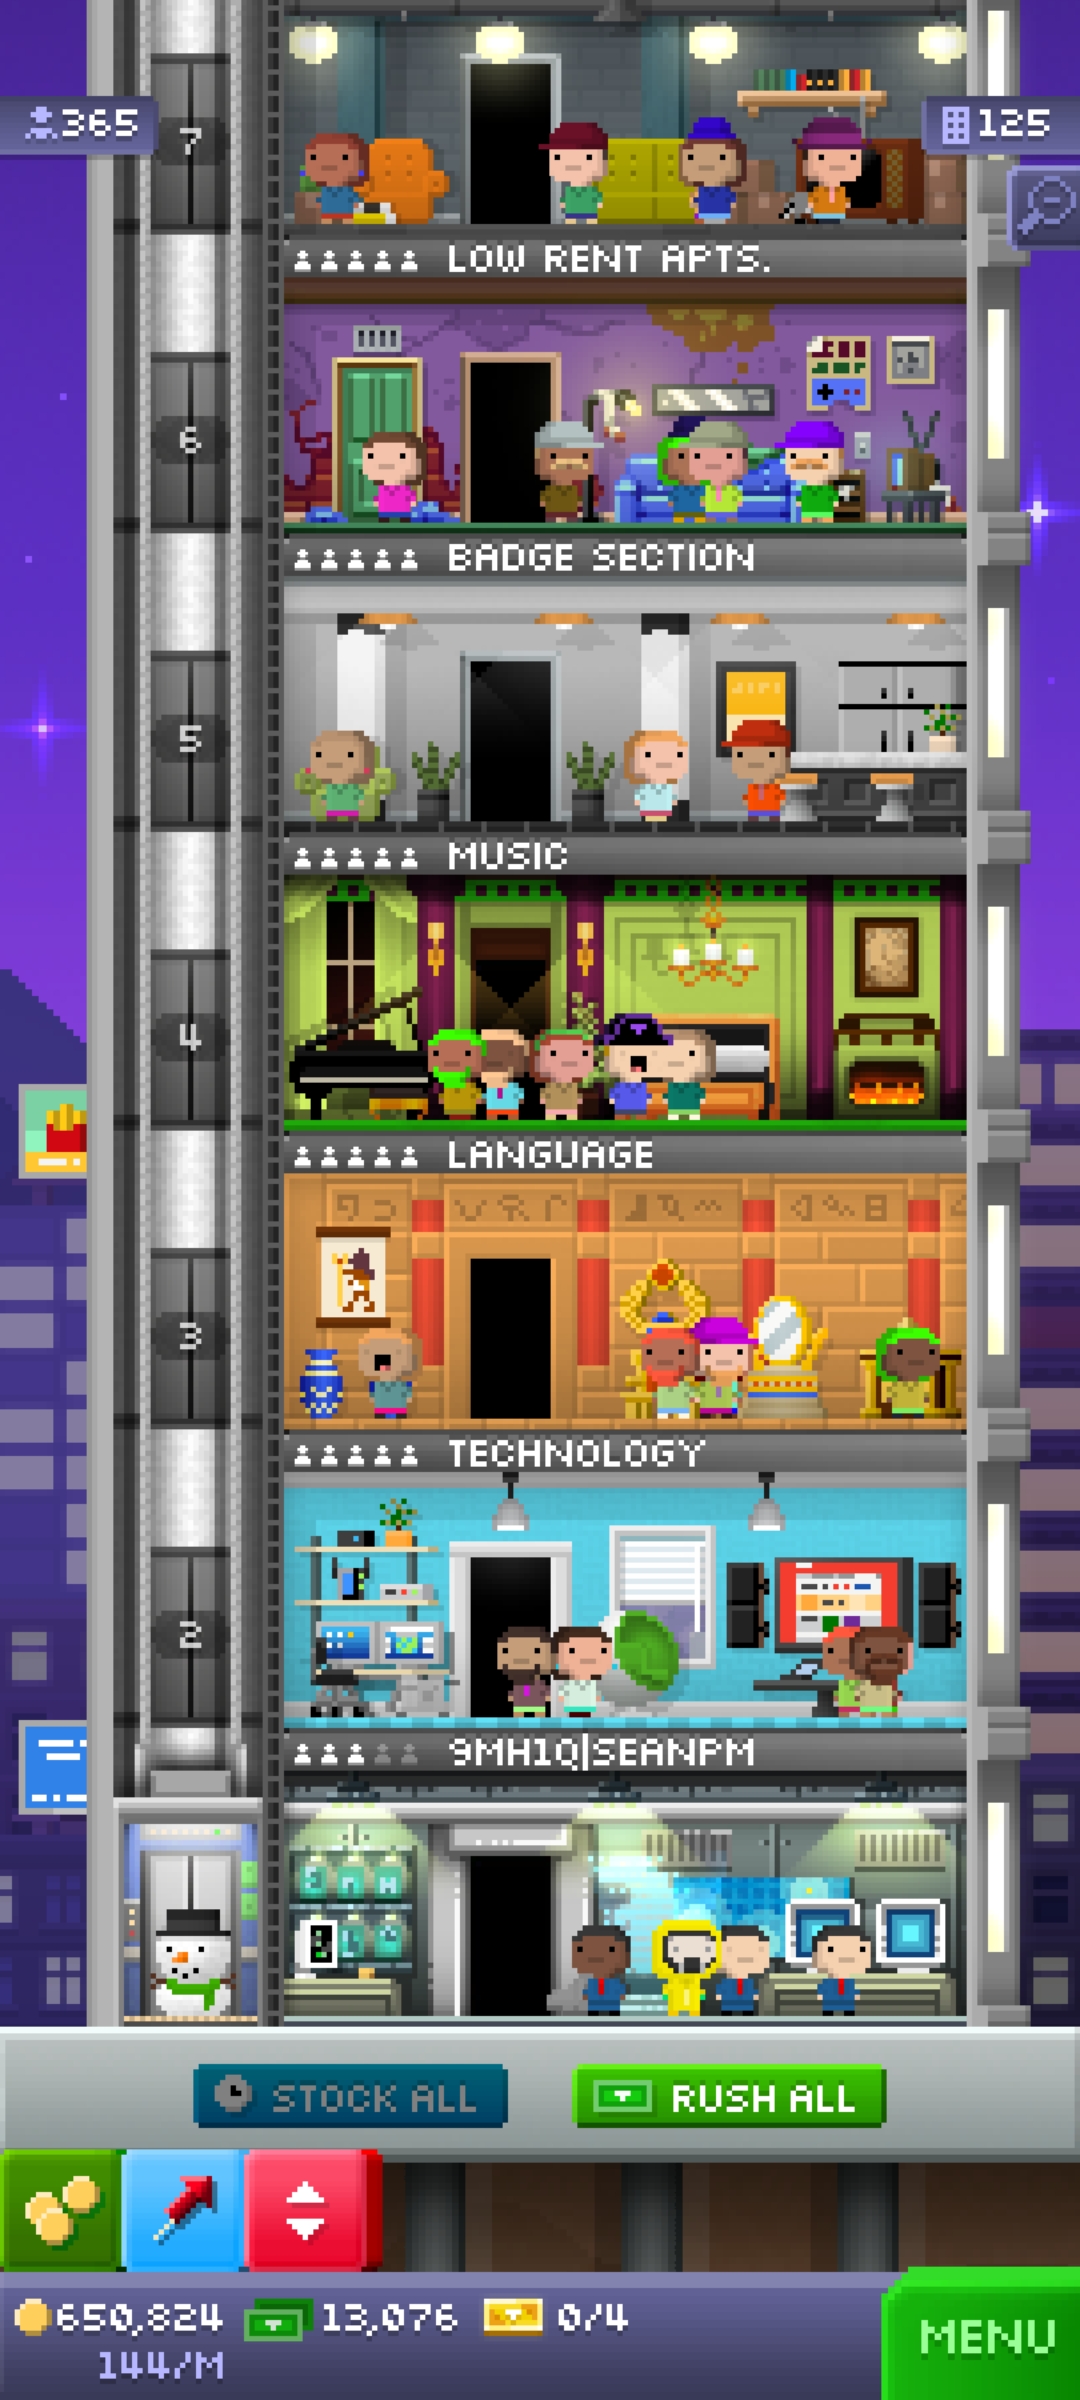 365
125
7
LOW RENT APTS.
6
BADGE SECTION
5
MUSIC
4
LANGUAGE
3
TECHNOLOGY
2
9MH1Q|SEANPM
STOCK ALL
RUSH ALL
650,824
13,076
0/4
144/M
MENU